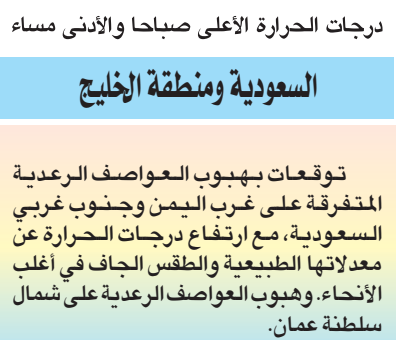 درجات الحرارة الأعلى صباحا والأدنى مساء
السعودية ومنطقة الخليج
توقعات بهبوب العواصف الرعدية
المتفرقة على غرب اليمن وجنوب غربي
السعودية، مع ارتفاع درجات الحرارة عن
معدلاتها الطبيعية والطقس الجاف في أغلب
الأنحاء. وهبوب العواصف الرعدية على شمال
سلطنة عمان.